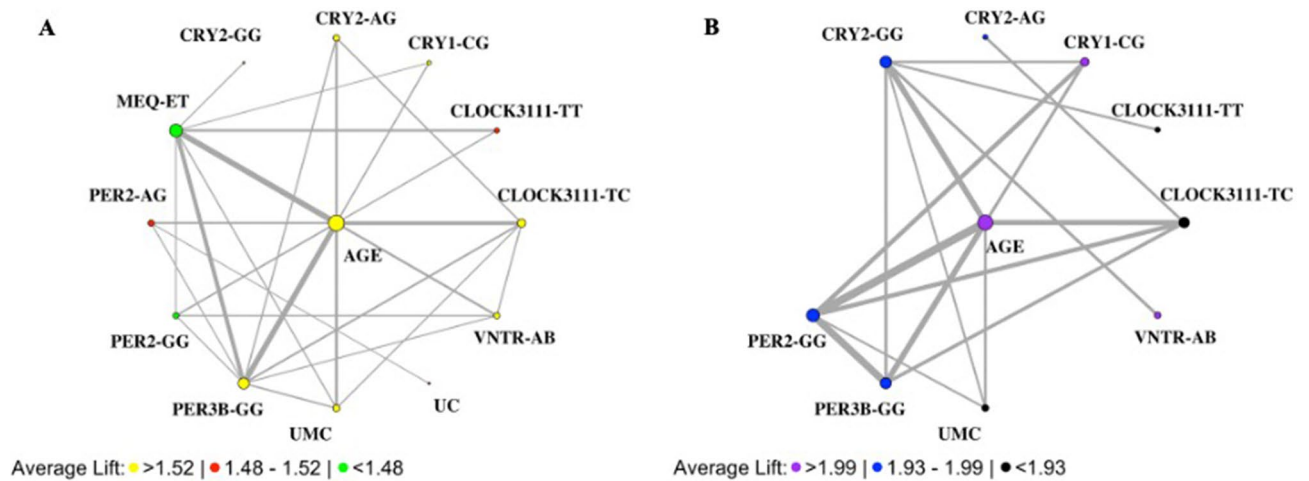 A
CRY2-AG
CRY2-GG
CRY1-CG
MEQ-ET
CLOCK3111-TT
PER2-AG
CLOCK3111-TC
AGE
PER2-GG
VNTR-AB
PER3B-GG
UC
UMC
Average Lift: >1.52 | 1.48 - 1.52 | <1.48
B
CRY2-AG
CRY2-GG
CRY1-CG
CLOCK3111-TT
CLOCK3111-TC
AGE
PER2-GG
VNTR-AB
PER3B-GG
UMC
Average Lift: >1.99 | 1.93 - 1.99 | <1.93